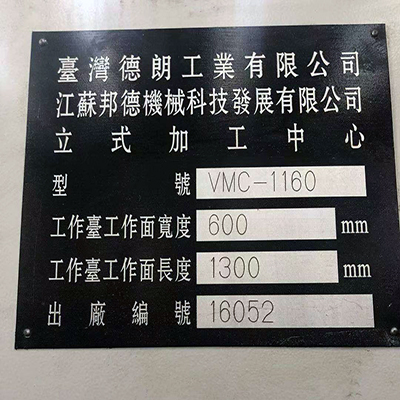 臺灣德朗工業有限公司
江蘇邦德機械科技發展有限公司
立式加工中心
型號 VMC-1160
工作臺工作面寬度 600 mm
工作臺工作面長度 1300 mm
出廠編號 16052